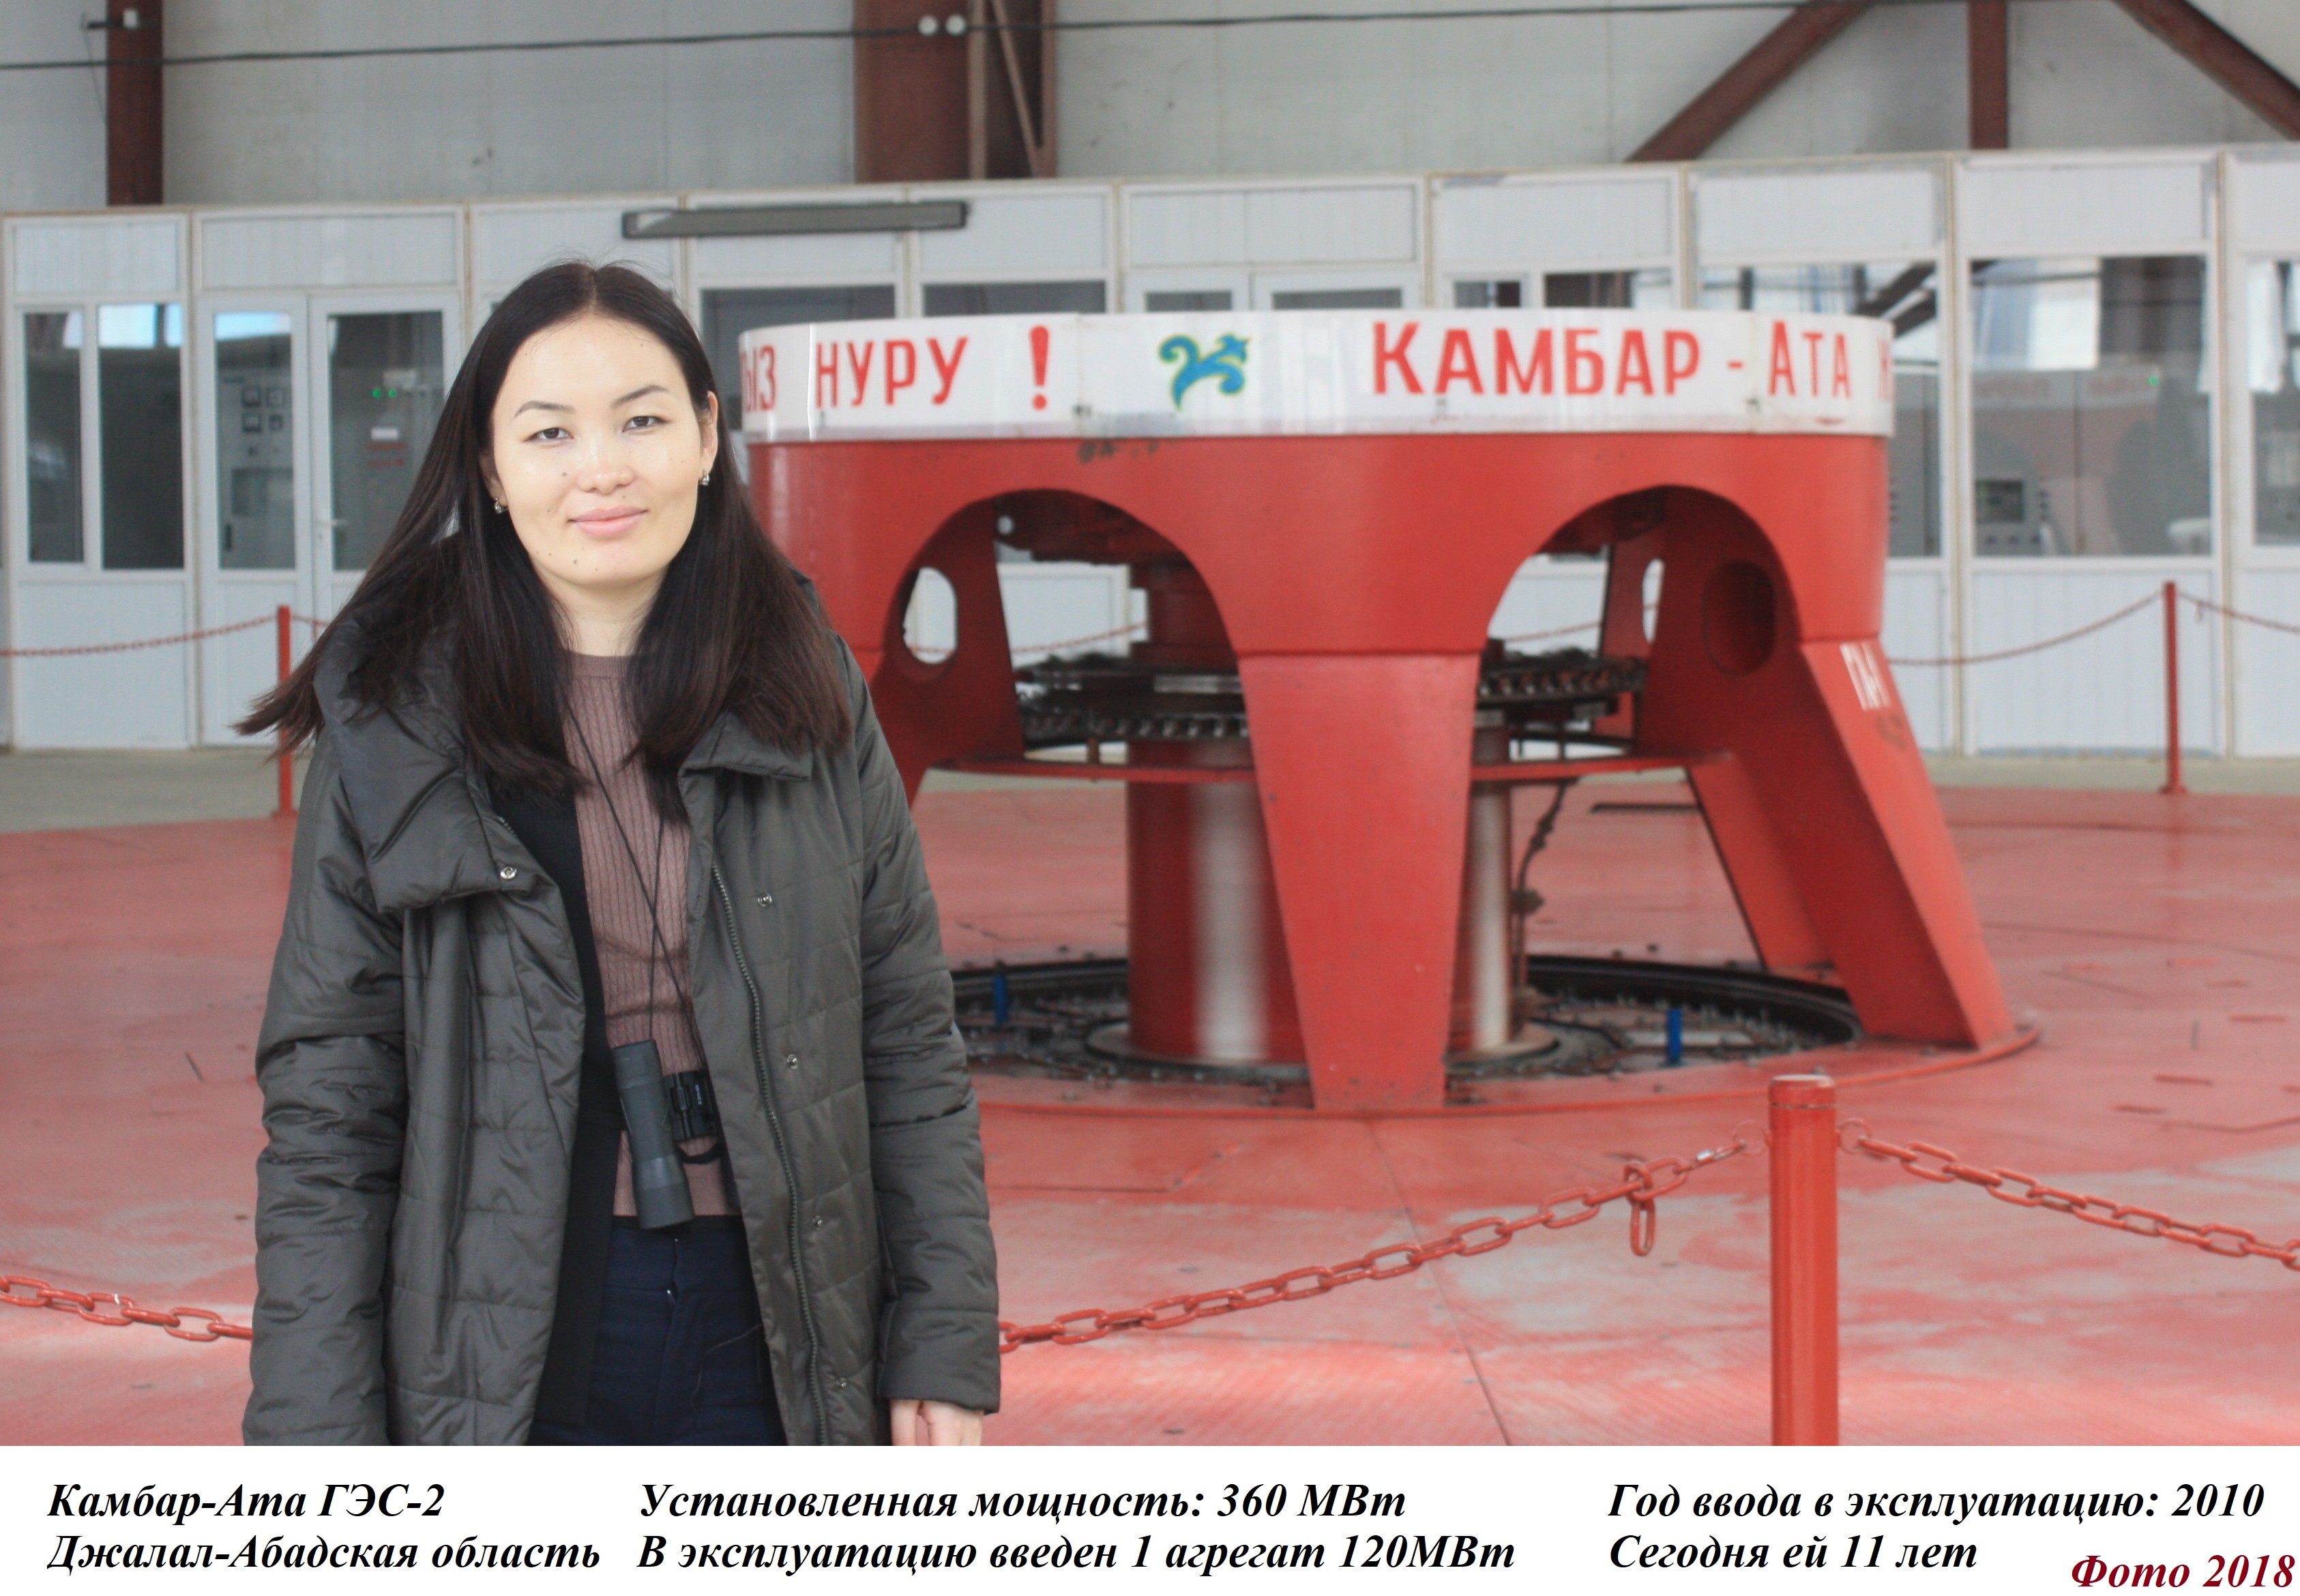 НУРУ ! КАМБАР - АТА
Камбар-Ата ГЭС-2
Джалал-Абадская область
Установленная мощность: 360 МВт
В эксплуатацию введен 1 агрегат 120МВт
Год ввода в эксплуатацию: 2010
Сегодня ей 11 лет
Фото 2018